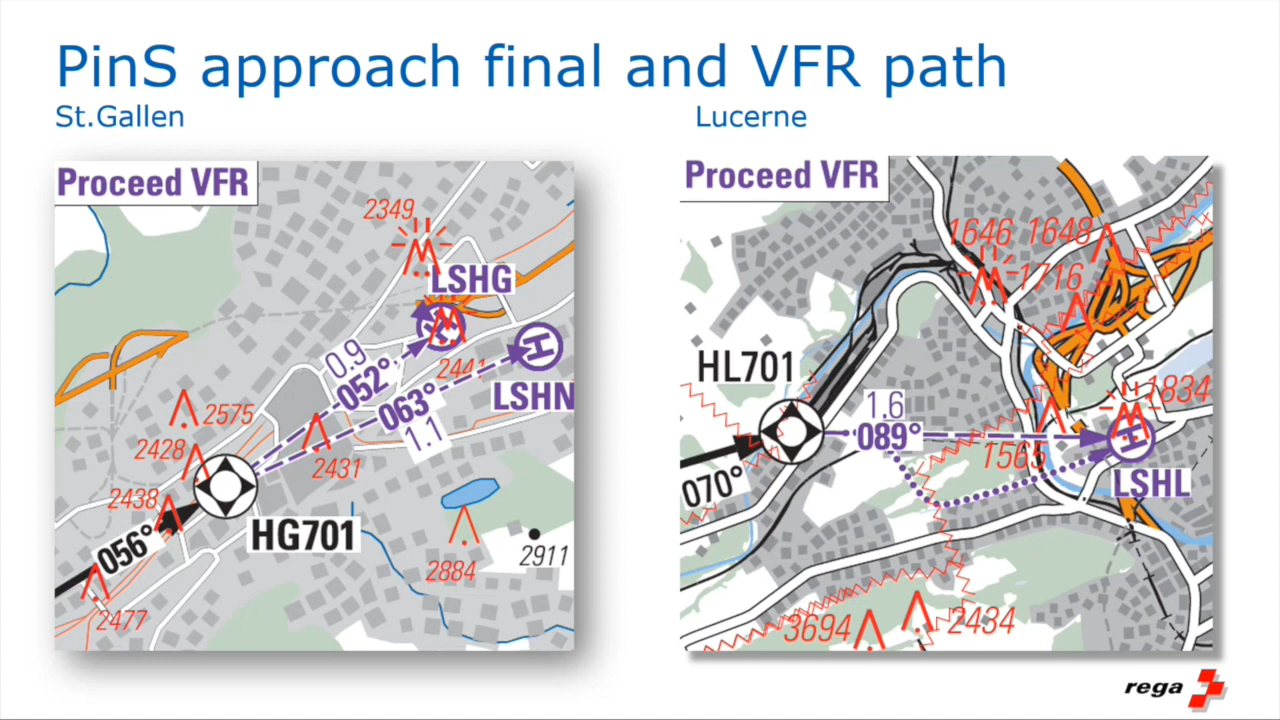 PinS approach final and VFR path
St.Gallen
Lucerne
Proceed VFR
2349
LSHG
0.9
052°
2441
063°
1.1
LSHN
2575
2428
2431
2438
HG701
056°
2477
2884
2911
Proceed VFR
1646
1648
1716
HL701
1.6
089°
1834
1565
070°
LSHL
3694
2434
rega